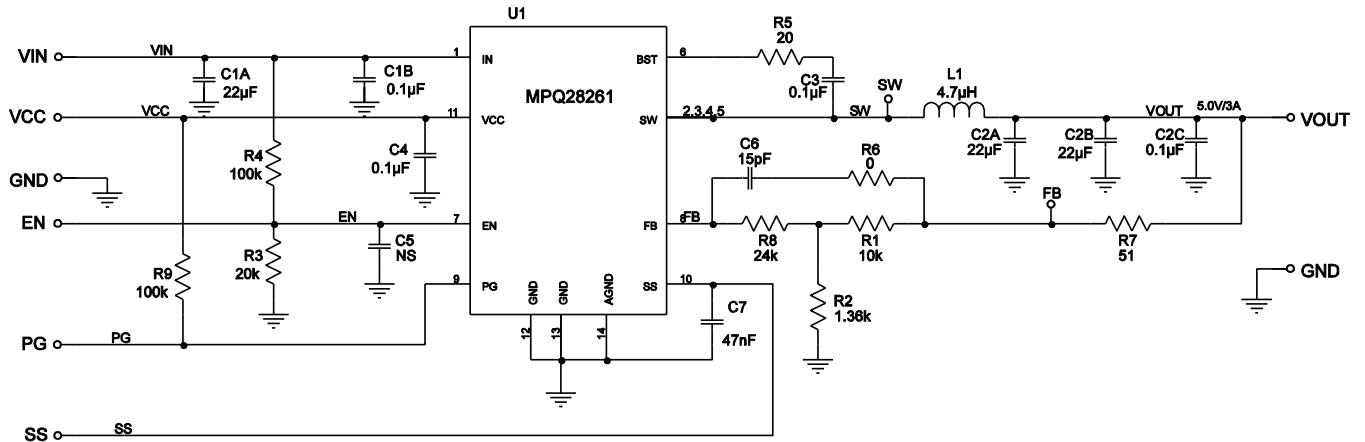 U1
MPQ28261
VIN
VIN
C1A
22µF
C1B
0.1µF
1
IN
BST
6
R5
20
C3
0.1µF
SW
L1
4.7µH
VCC
VCC
11
VCC
SW
2,3,4,5
SW
VOUT
5.0V/3A
VOUT
R4
100k
C4
0.1µF
C6
15pF
R6
0
C2A
22µF
C2B
22µF
C2C
0.1µF
GND
EN
EN
7
EN
FB
8
FB
R8
24k
R1
10k
FB
R7
51
C5
NS
R3
20k
R9
100k
9
PG
GND
GND
AGND
SS
10
C7
47nF
R2
1.36k
GND
12
13
14
PG
PG
SS
SS